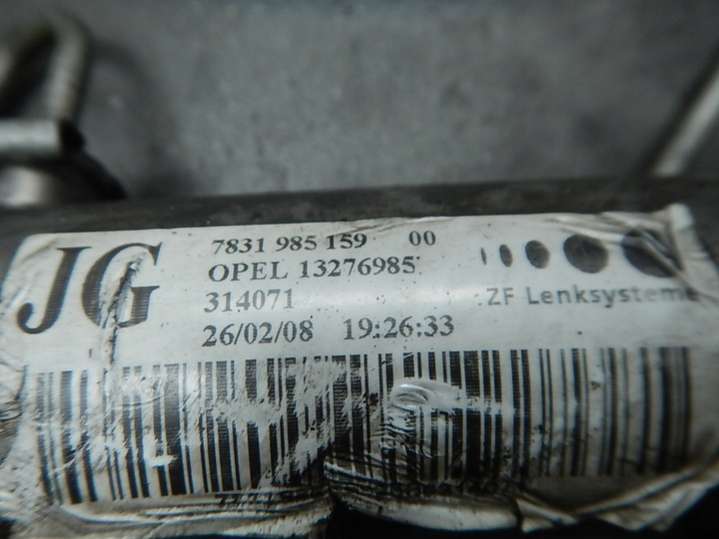 JG
7831 985 159 00
OPEL 13276985
314071
26/02/08 19:26:33
ZF Lenksysteme